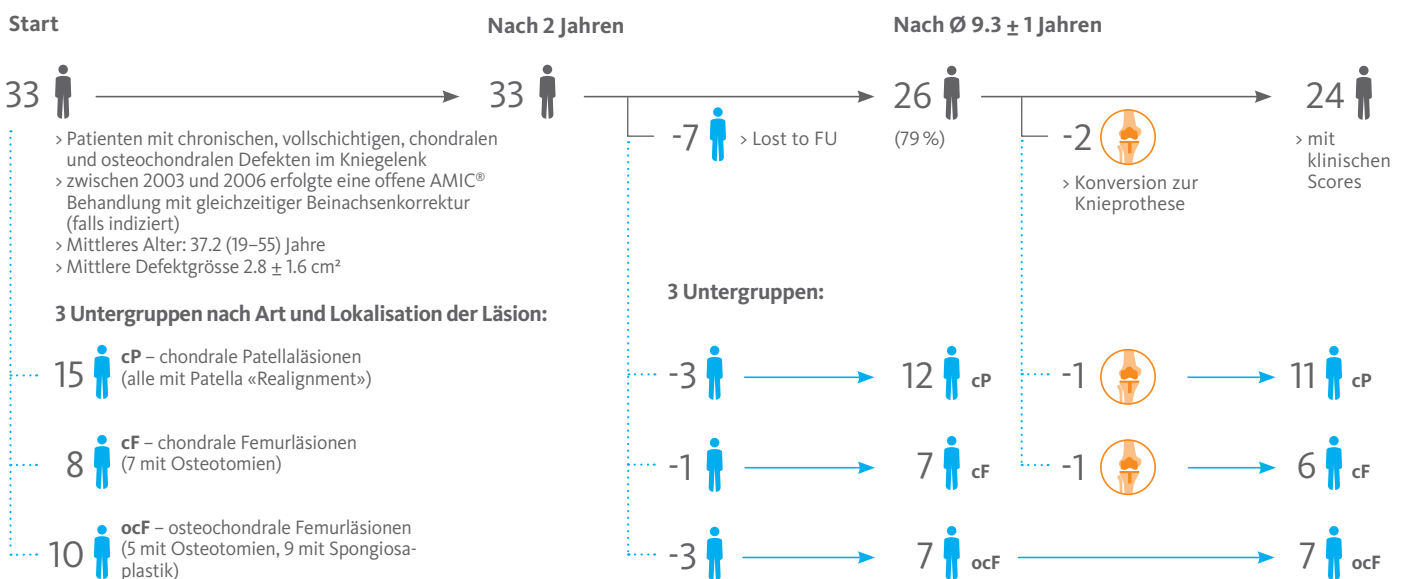 Start
Nach 2 Jahren
Nach Ø 9.3 ± 1 Jahren
33
33
26
24
> Patienten mit chronischen, vollschichtigen, chondralen
und osteochondralen Defekten im Kniegelenk
> zwischen 2003 und 2006 erfolgte eine offene AMIC®
Behandlung mit gleichzeitiger Beinachsenkorrektur
(falls indiziert)
> Mittleres Alter: 37.2 (19–55) Jahre
> Mittlere Defektgrösse 2.8 ± 1.6 cm²
-7
> Lost to FU
(79 %)
-2
> Konversion zur
Knieprothese
> mit
klinischen
Scores
3 Untergruppen nach Art und Lokalisation der Läsion:
3 Untergruppen:
15
cP – chondrale Patellaläsionen
(alle mit Patella «Realignment»)
-3
12 cP
-1
11 cP
8
cF – chondrale Femurläsionen
(7 mit Osteotomien)
-1
7 cF
-1
6 cF
10
ocF – osteochondrale Femurläsionen
(5 mit Osteotomien, 9 mit Spongiosa-
plastik)
-3
7 ocF
7 ocF